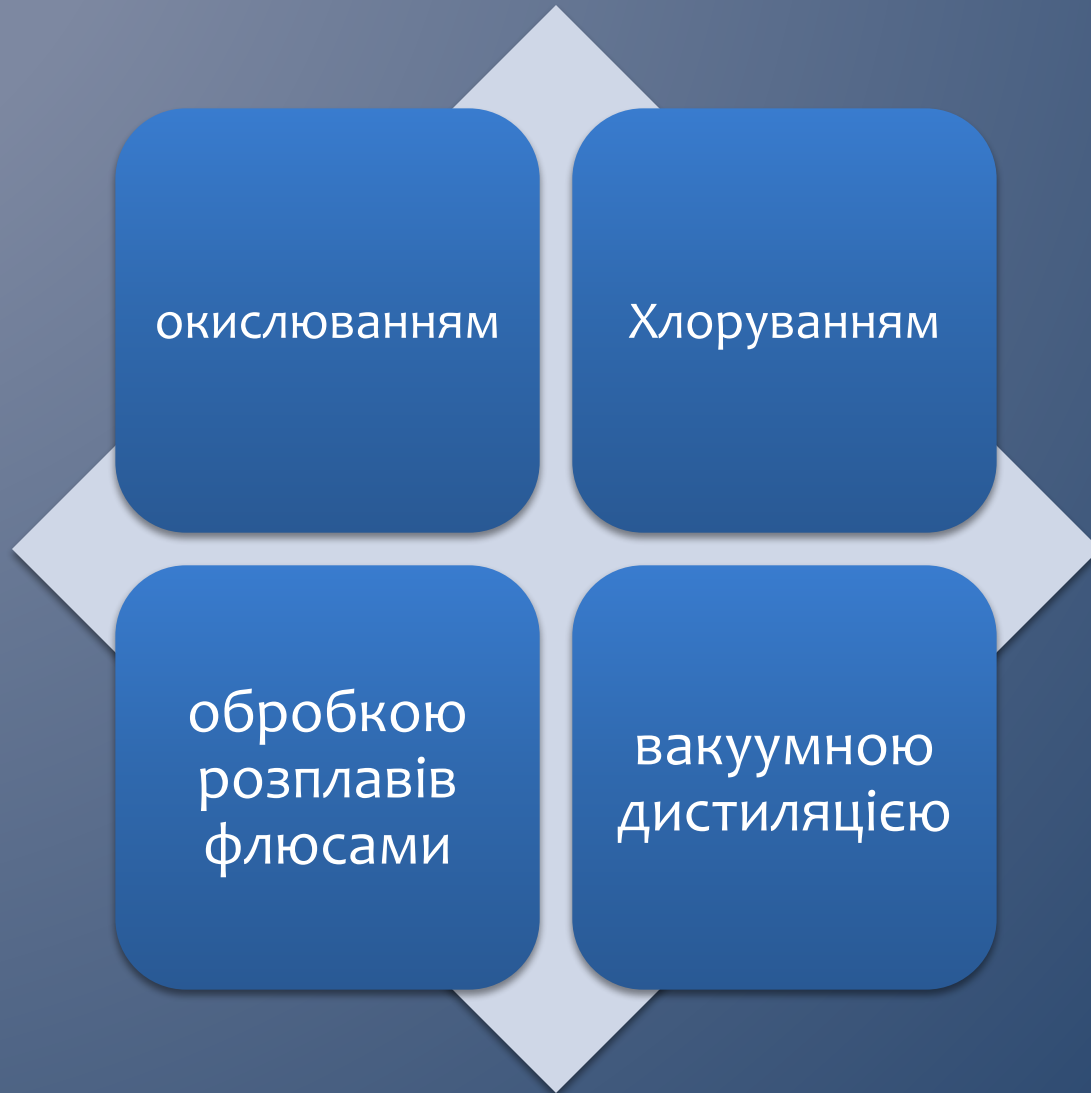 окислюванням
Хлоруванням
обробкою
розплавів
флюсами
вакуумною
дистиляцією